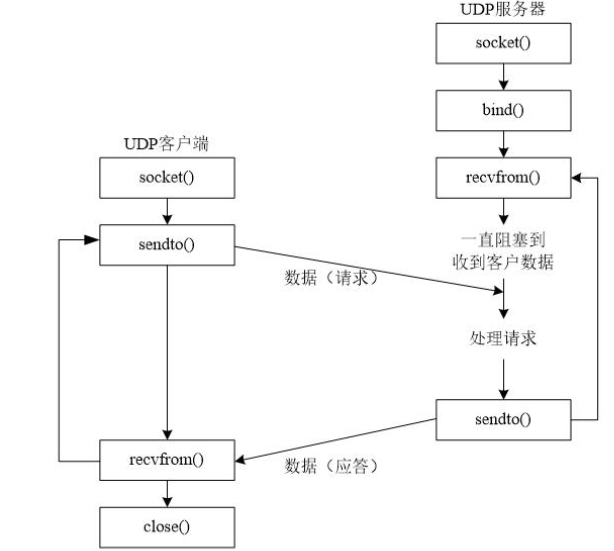 UDP服务器
socket()
bind()
UDP客户端
socket()
recvfrom()
sendto()
一直阻塞到
收到客户数据
数据（请求）
处理请求
sendto()
recvfrom()
数据（应答）
close()